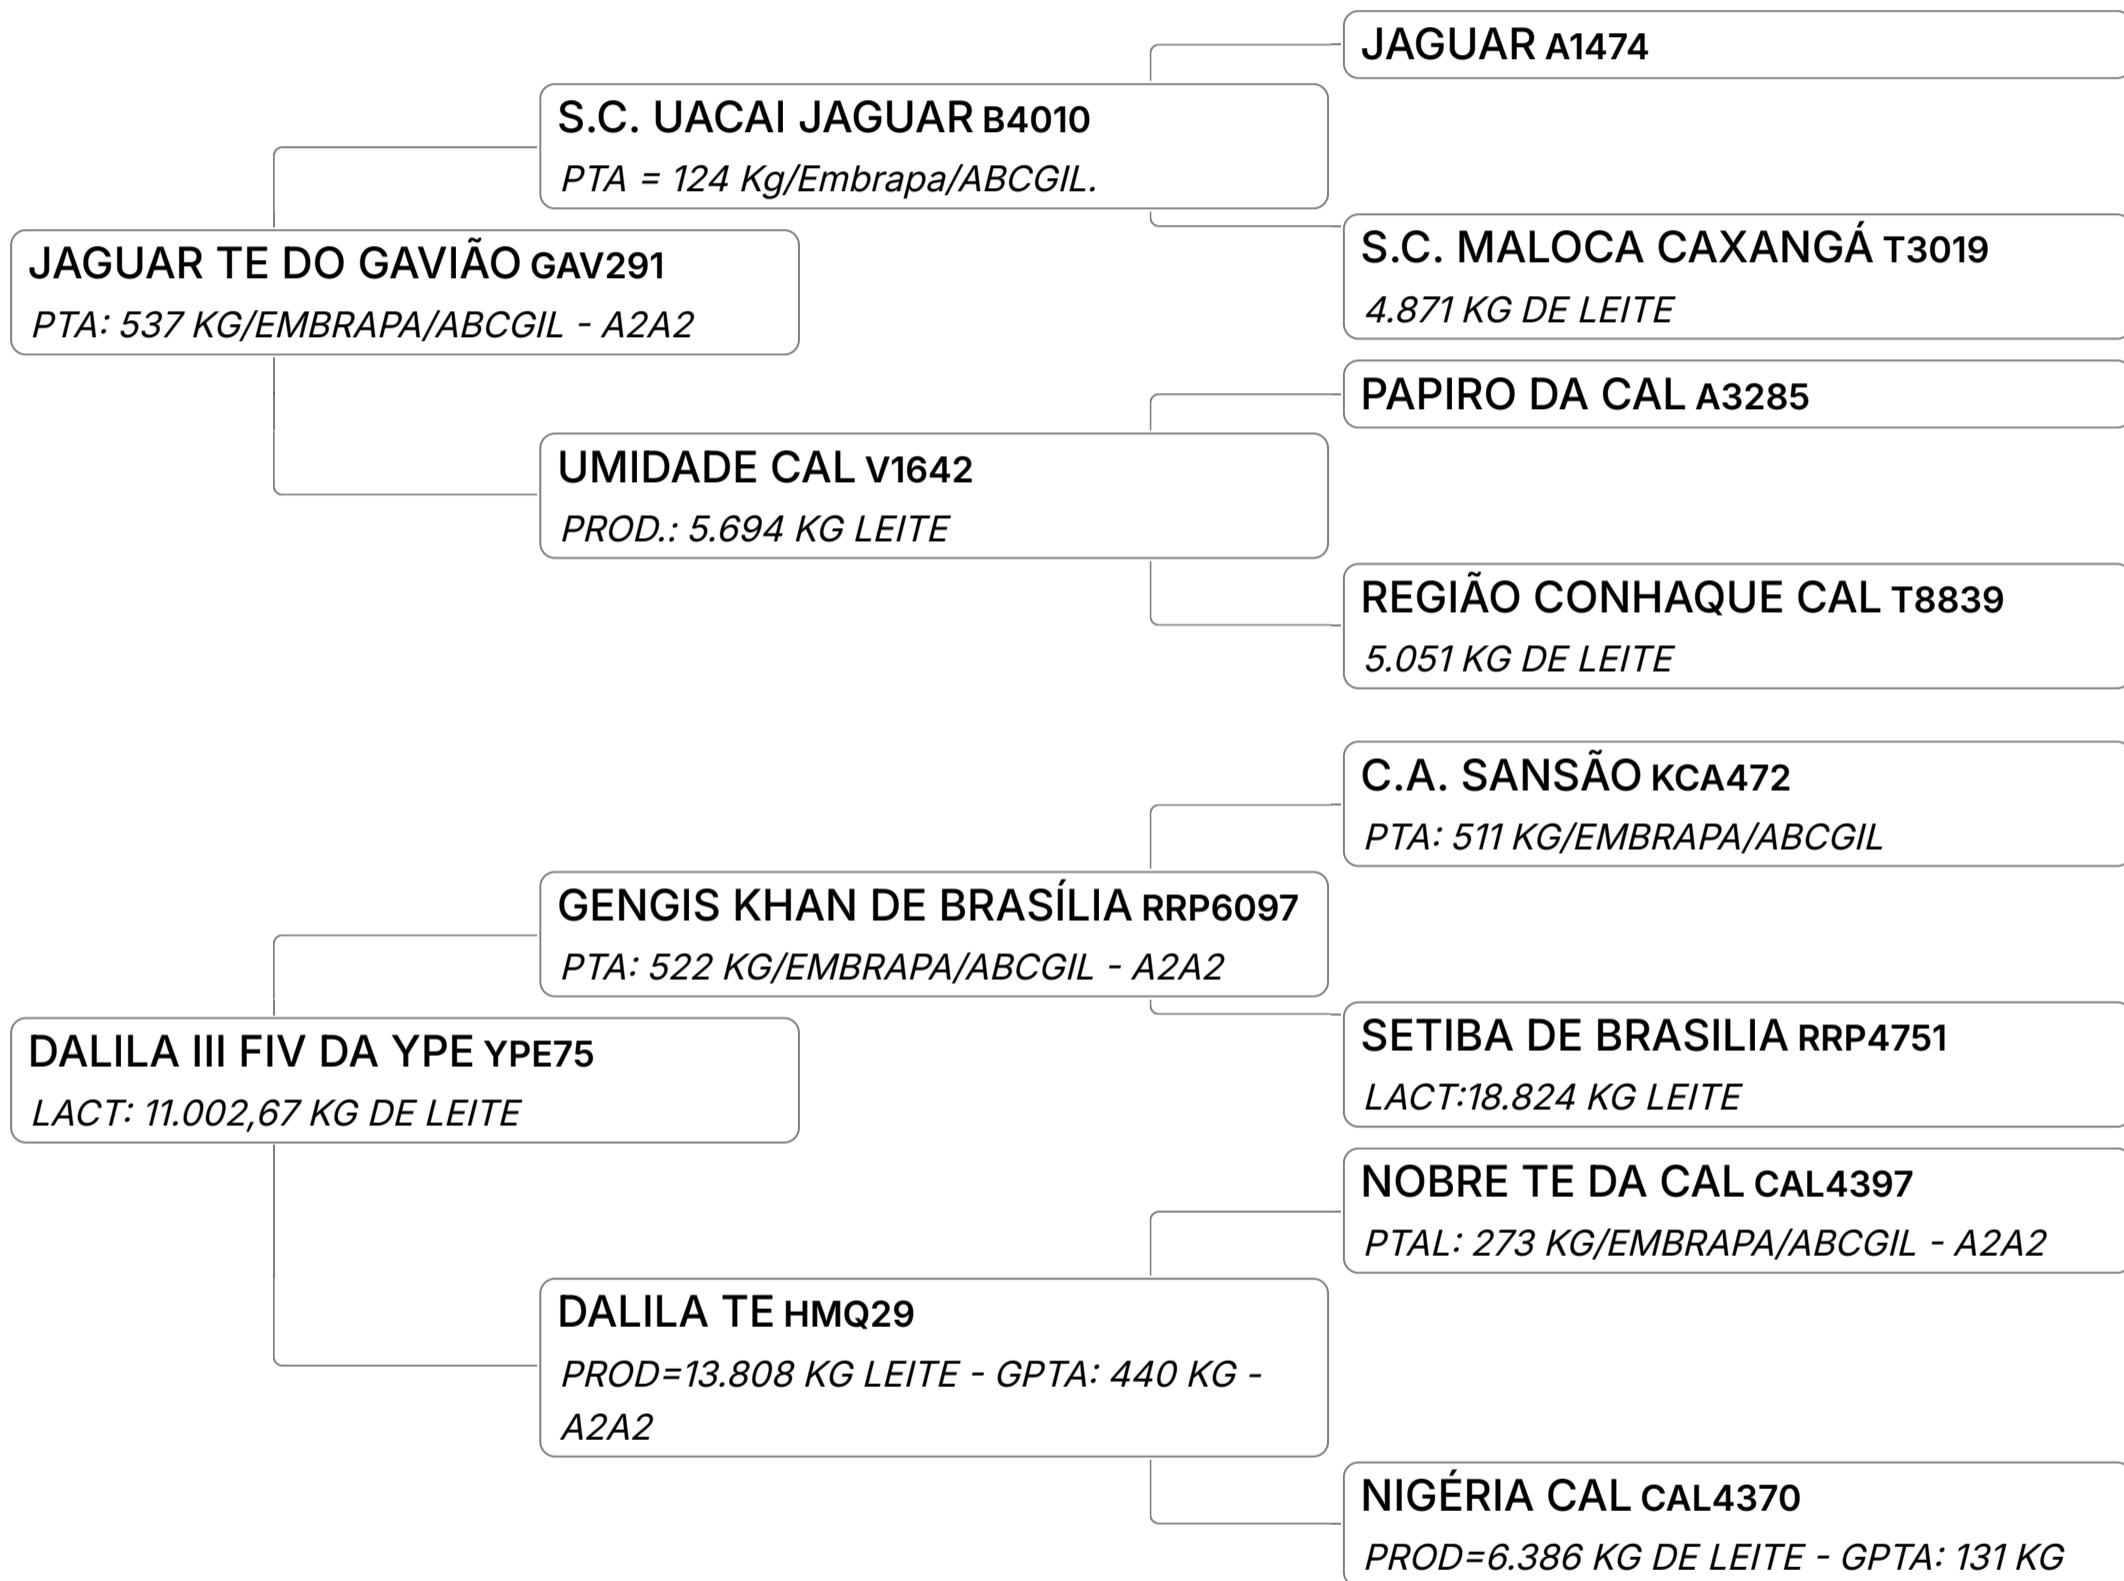 JAGUAR A1474
S.C. UACAI JAGUAR B4010
PTA = 124 Kg/Embrapa/ABCGIL.
S.C. MALOCA CAXANGÁ T3019
4.871 KG DE LEITE
JAGUAR TE DO GAVIÃO GAV291
PTA: 537 KG/EMBRAPA/ABCGIL - A2A2
PAPIRO DA CAL A3285
UMIDADE CAL V1642
PROD.: 5.694 KG LEITE
REGIÃO CONHAQUE CAL T8839
5.051 KG DE LEITE
C.A. SANSÃO KCA472
PTA: 511 KG/EMBRAPA/ABCGIL
GENGIS KHAN DE BRASÍLIA RRP6097
PTA: 522 KG/EMBRAPA/ABCGIL - A2A2
SETIBA DE BRASILIA RRP4751
LACT:18.824 KG LEITE
DALILA III FIV DA YPE YPE75
LACT: 11.002,67 KG DE LEITE
NOBRE TE DA CAL CAL4397
PTAL: 273 KG/EMBRAPA/ABCGIL - A2A2
DALILA TE HMQ29
PROD=13.808 KG LEITE - GPTA: 440 KG -
A2A2
NIGÉRIA CAL CAL4370
PROD=6.386 KG DE LEITE - GPTA: 131 KG